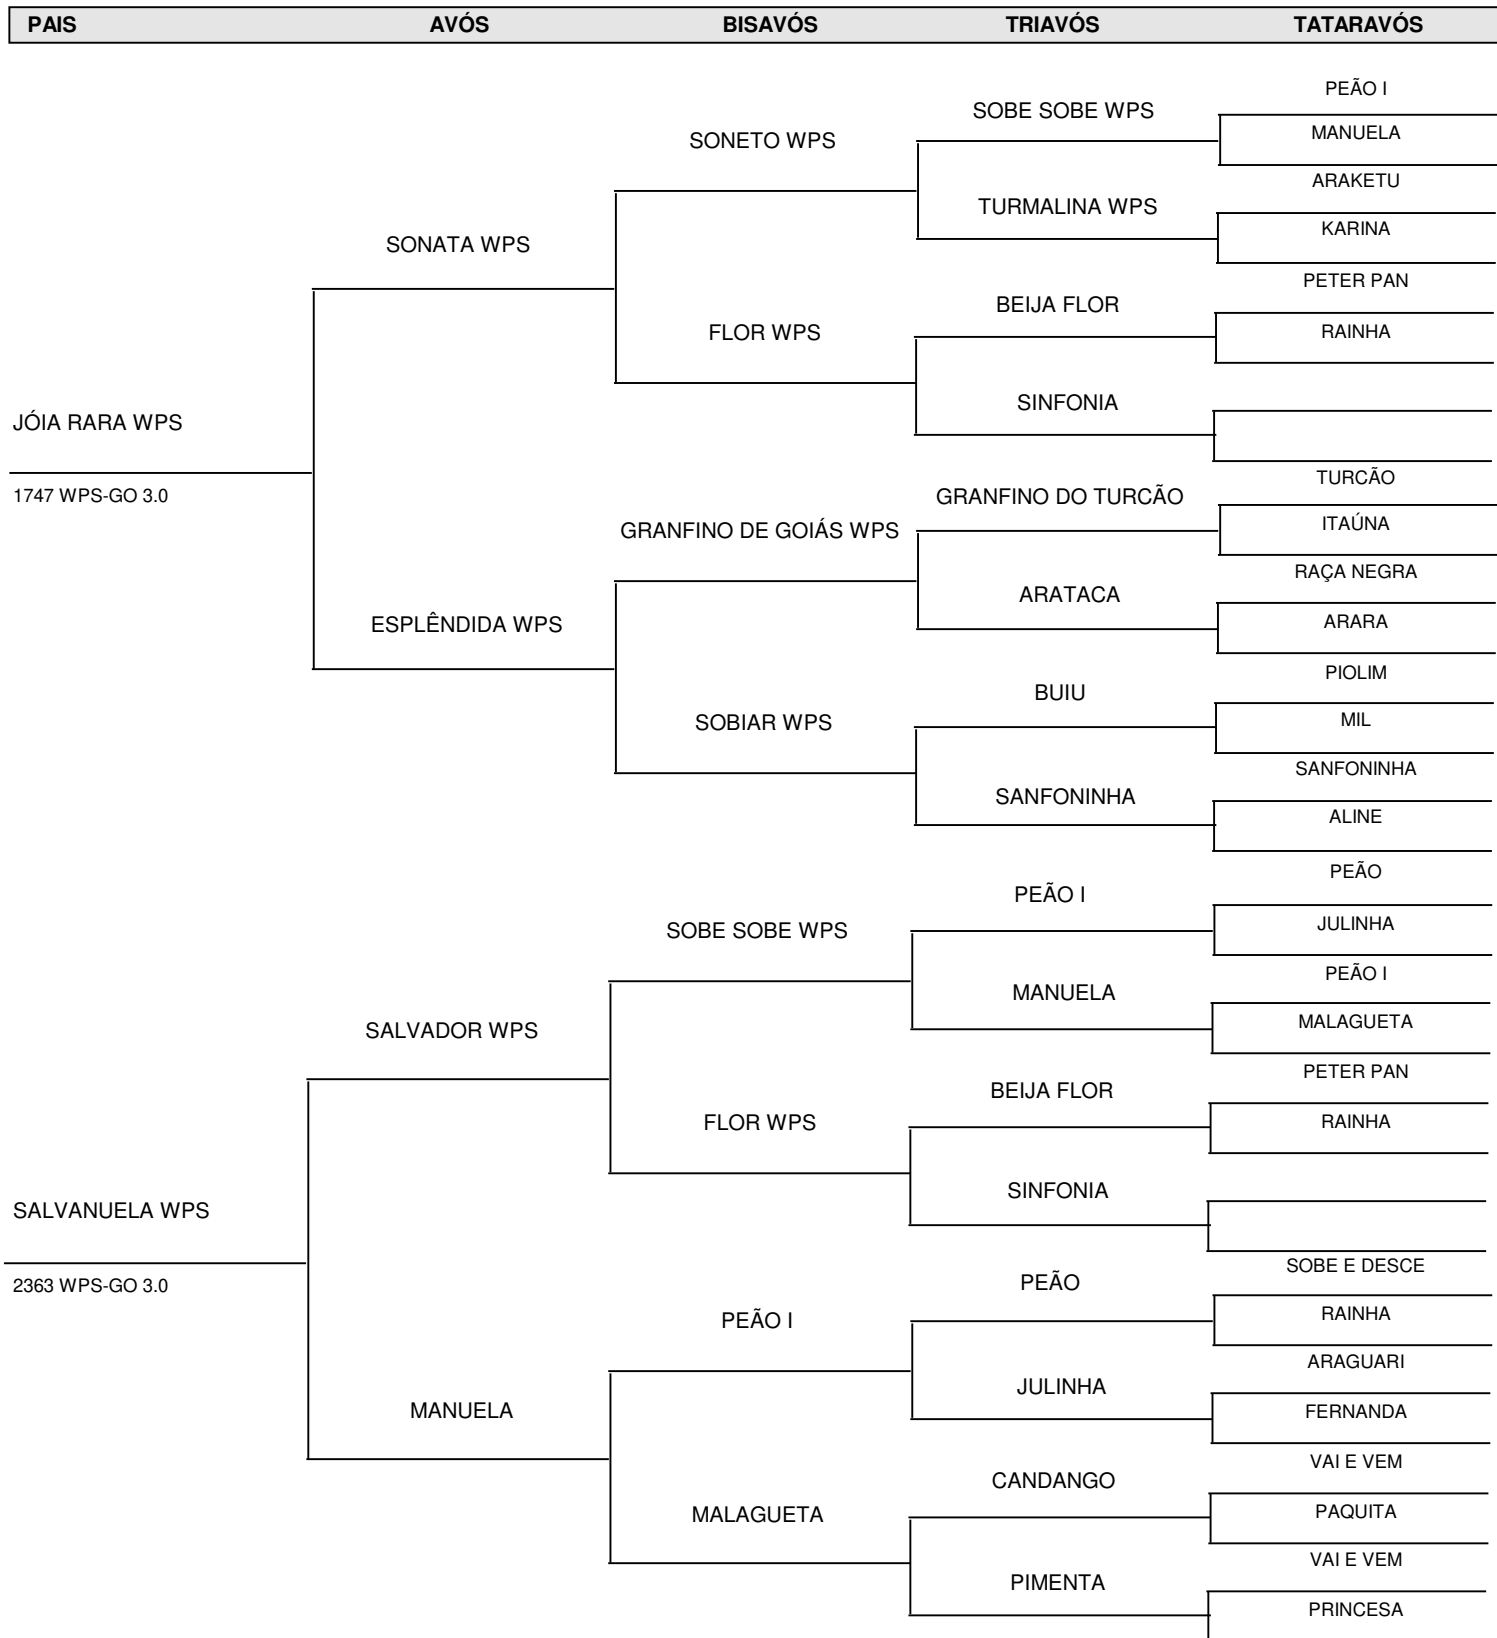 PAIS AVÓS BISAVÓS TRIAVÓS TATARAVÓS
PEÃO I
SOBE SOBE WPS
MANUELA
SONETO WPS
ARAKETU
TURMALINA WPS
KARINA
SONATA WPS
PETER PAN
BEIJA FLOR
RAINHA
FLOR WPS
SINFONIA
JÓIA RARA WPS
TURCÃO
1747 WPS-GO 3.0
GRANFINO DO TURCÃO
ITAÚNA
GRANFINO DE GOIÁS WPS
RAÇA NEGRA
ARATACA
ARARA
ESPLÊNDIDA WPS
PIOLIM
BUIU
MIL
SOBIAR WPS
SANFONINHA
SANFONINHA
ALINE
PEÃO
PEÃO I
JULINHA
SOBE SOBE WPS
PEÃO I
MANUELA
MALAGUETA
SALVADOR WPS
PETER PAN
BEIJA FLOR
RAINHA
FLOR WPS
SINFONIA
SALVANUELA WPS
SOBE E DESCE
2363 WPS-GO 3.0
PEÃO
RAINHA
PEÃO I
ARAGUARI
JULINHA
FERNANDA
MANUELA
VAI E VEM
CANDANGO
PAQUITA
MALAGUETA
VAI E VEM
PIMENTA
PRINCESA